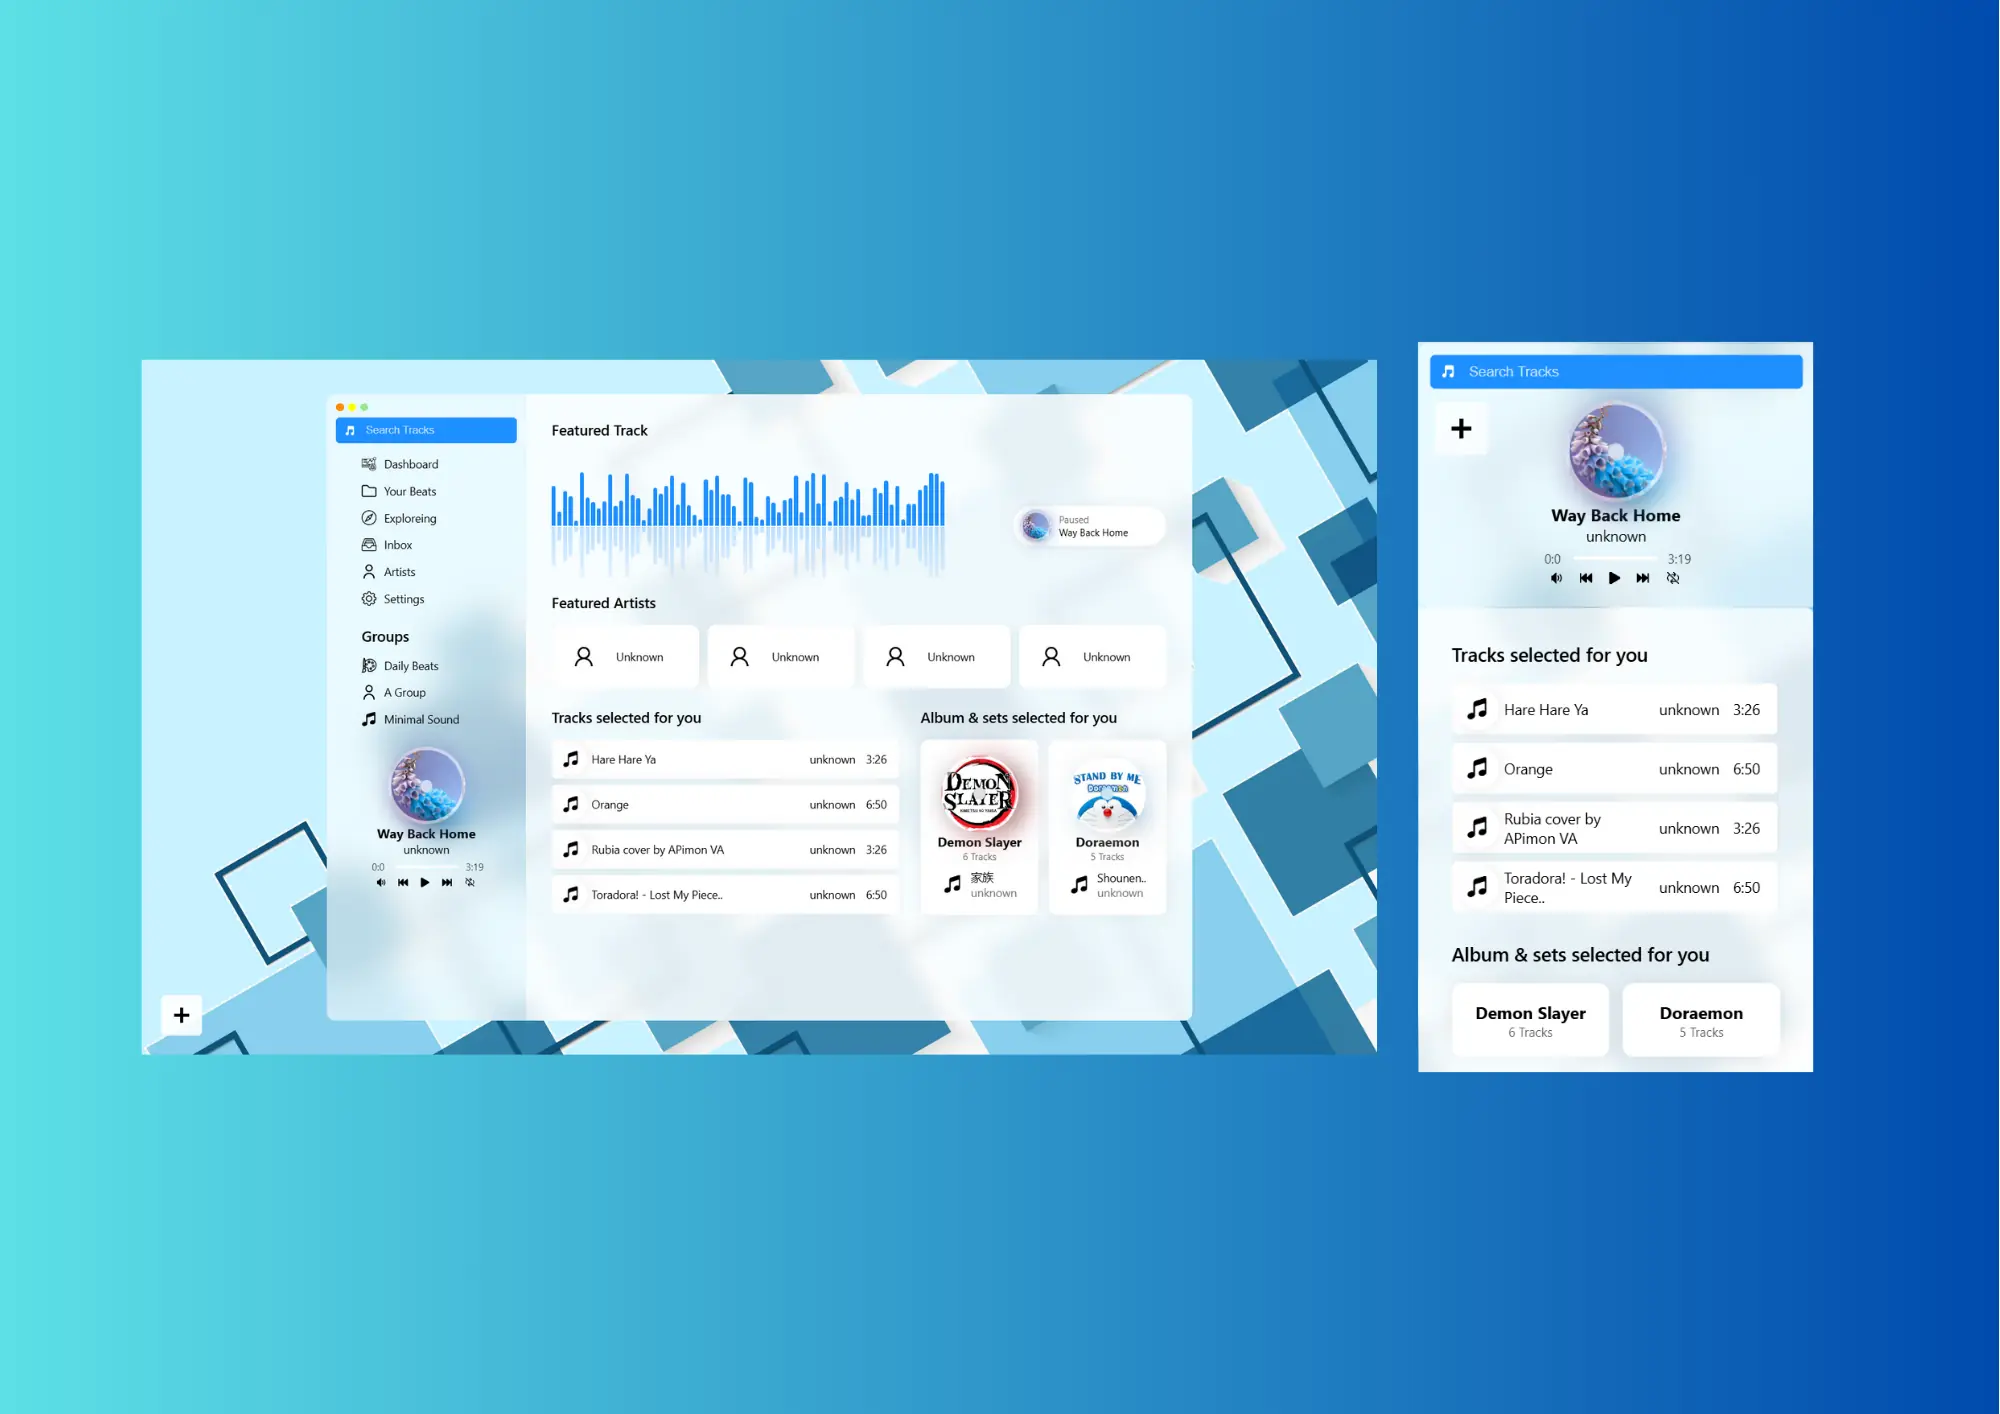 Search Tracks
Dashboard
Your Beats
Exploreing
Inbox
Artists
Settings
Groups
Daily Beats
A Group
Minimal Sound
Way Back Home
unknown
0:0 3:19
Featured Track
Paused
Way Back Home
Featured Artists
Unknown
Unknown
Unknown
Unknown
Tracks selected for you
Hare Hare Ya unknown 3:26
Orange unknown 6:50
Rubia cover by APimon VA unknown 3:26
Toradora! - Lost My Piece.. unknown 6:50
Album & sets selected for you
DEMON
SLAYER
Demon Slayer
6 Tracks
家族
unknown
STAND BY ME
Doraemon
Doraemon
5 Tracks
Shounen..
unknown
Search Tracks
Way Back Home
unknown
0:0 3:19
Tracks selected for you
Hare Hare Ya unknown 3:26
Orange unknown 6:50
Rubia cover by
APimon VA unknown 3:26
Toradora! - Lost My
Piece.. unknown 6:50
Album & sets selected for you
Demon Slayer
6 Tracks
Doraemon
5 Tracks